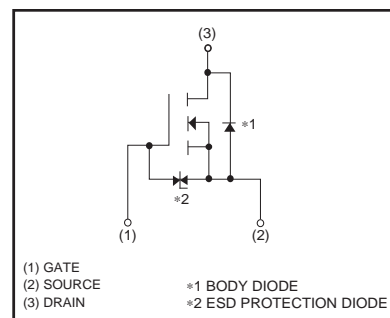 (3)
∗1
∗2
(1) (2)
(1) GATE
(2) SOURCE
(3) DRAIN
∗1 BODY DIODE
∗2 ESD PROTECTION DIODE